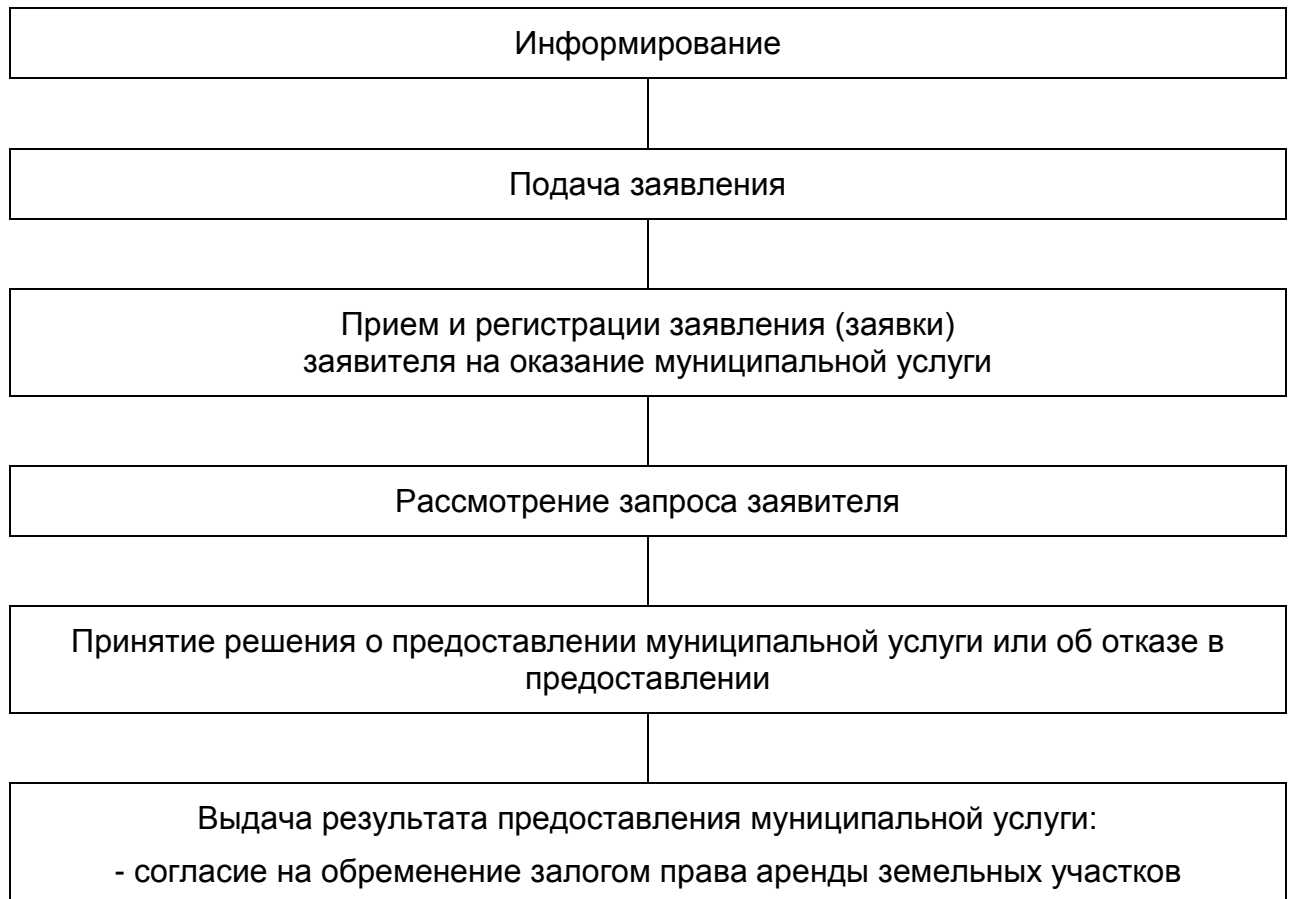 Информирование
Подача заявления
Прием и регистрации заявления (заявки)
заявителя на оказание муниципальной услуги
Рассмотрение запроса заявителя
Принятие решения о предоставлении муниципальной услуги или об отказе в
предоставлении
Выдача результата предоставления муниципальной услуги:
- согласие на обременение залогом права аренды земельных участков